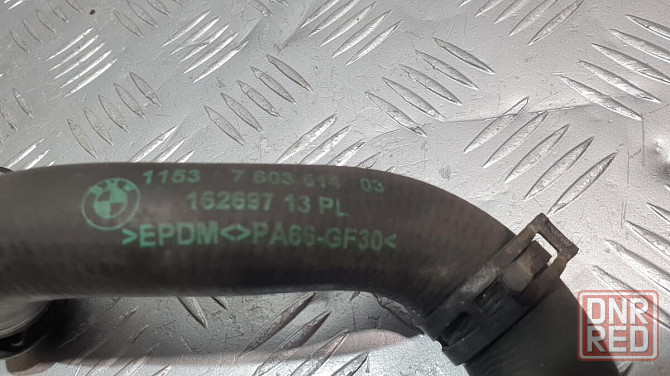 1153 7 603 514 03
162697 13 PL
>EPDM<>PA66-GF30<
DNR
RED